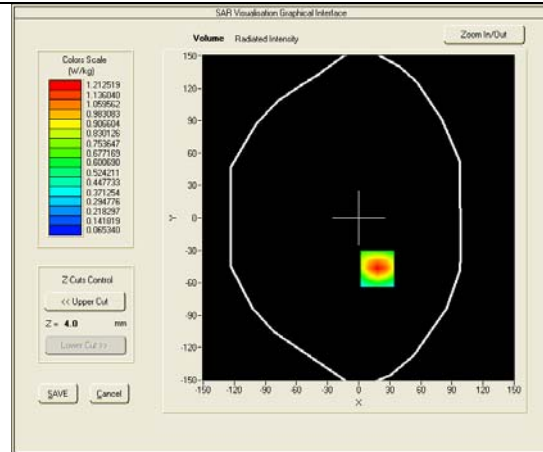 SAR Visualisation Graphical Interface
Volume Radiated Intensity
Zoom In/Out
Colors Scale
(W/kg)
1.212519
1.136040
1.059562
0.983083
0.906604
0.830126
0.753647
0.677169
0.600690
0.524211
0.447733
0.371254
0.294776
0.218297
0.141819
0.065340
Z Cuts Control
<< Upper Cut
Z = 4.0 mm
Lower Cut >>
SAVE
Cancel
150
120
90
60
30
0
-30
-60
-90
-120
-150
Y
-150 -120 -90 -60 -30 0 30 60 90 120 150
X